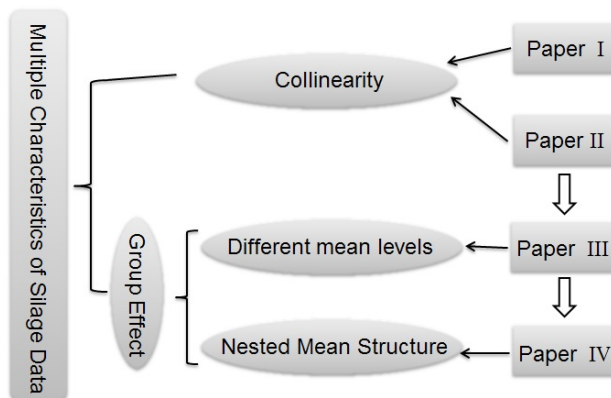 Multiple Characteristics of Silage Data
Collinearity
Paper I
Paper II
Group Effect
Different mean levels
Paper III
Nested Mean Structure
Paper IV